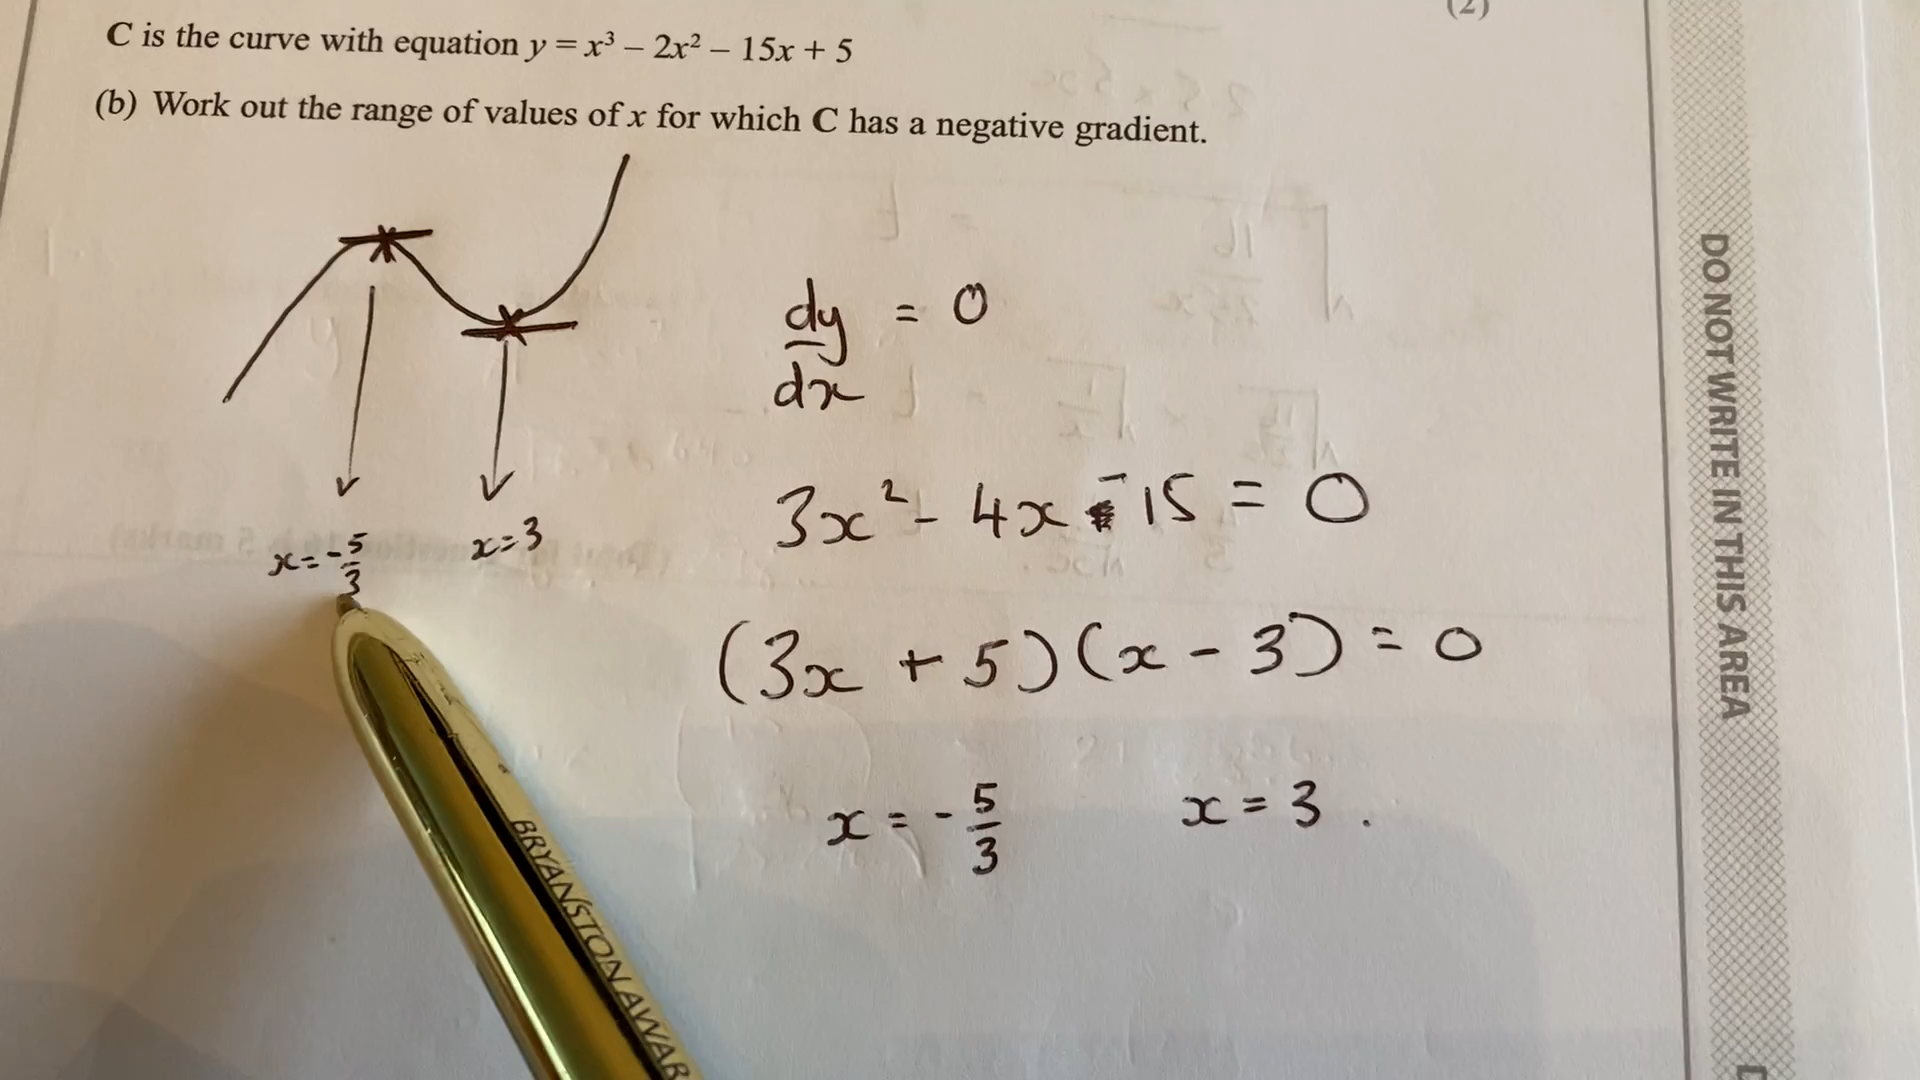 (2)
C is the curve with equation y = x³ – 2x² – 15x + 5
(b) Work out the range of values of x for which C has a negative gradient.
x = -5/3
x = 3
dy/dx = 0
3x² - 4x - 15 = 0
(3x + 5)(x - 3) = 0
x = -5/3 x = 3.
BRYANSTON AWAR
DO NOT WRITE IN THIS AREA